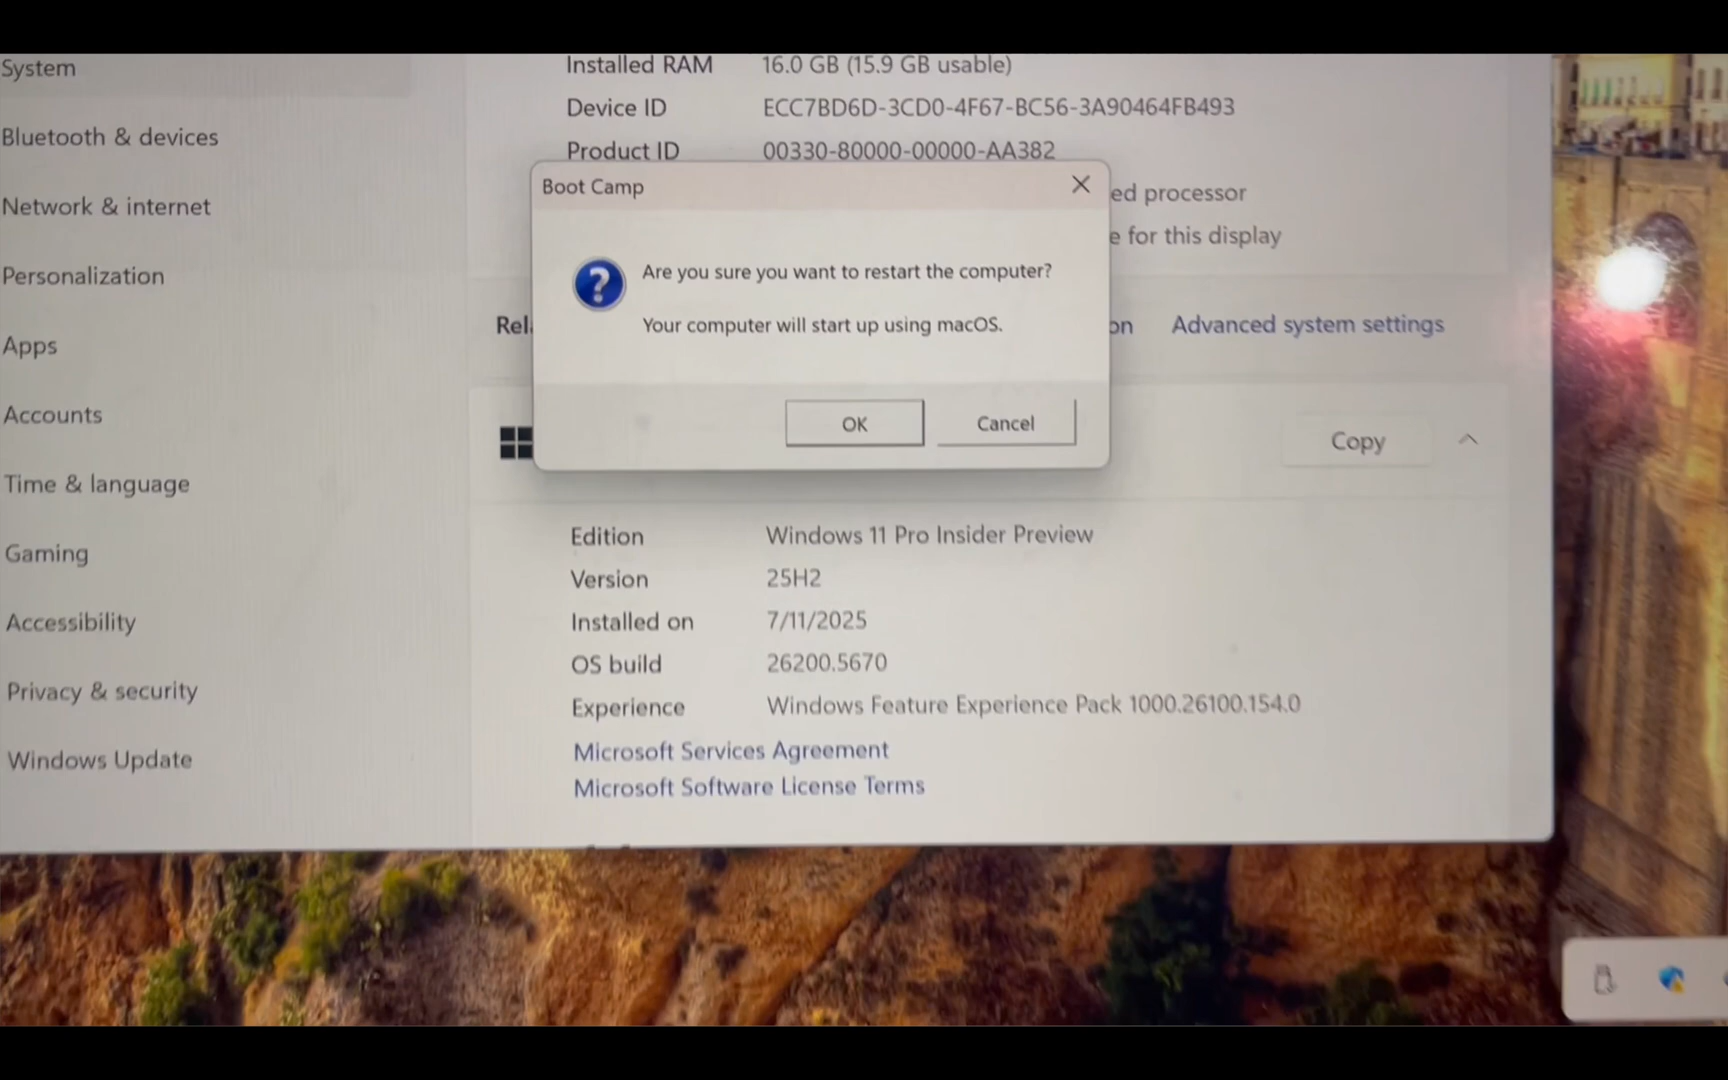 System
Bluetooth & devices
Network & internet
Personalization
Apps
Accounts
Time & language
Gaming
Accessibility
Privacy & security
Windows Update
Installed RAM 16.0 GB (15.9 GB usable)
Device ID ECC7BD6D-3CD0-4F67-BC56-3A90464FB493
Product ID 00330-80000-00000-AA382
ed processor
e for this display
Boot Camp
Are you sure you want to restart the computer?
Your computer will start up using macOS.
OK Cancel
Rel
on Advanced system settings
Copy
Edition Windows 11 Pro Insider Preview
Version 25H2
Installed on 7/11/2025
OS build 26200.5670
Experience Windows Feature Experience Pack 1000.26100.154.0
Microsoft Services Agreement
Microsoft Software License Terms